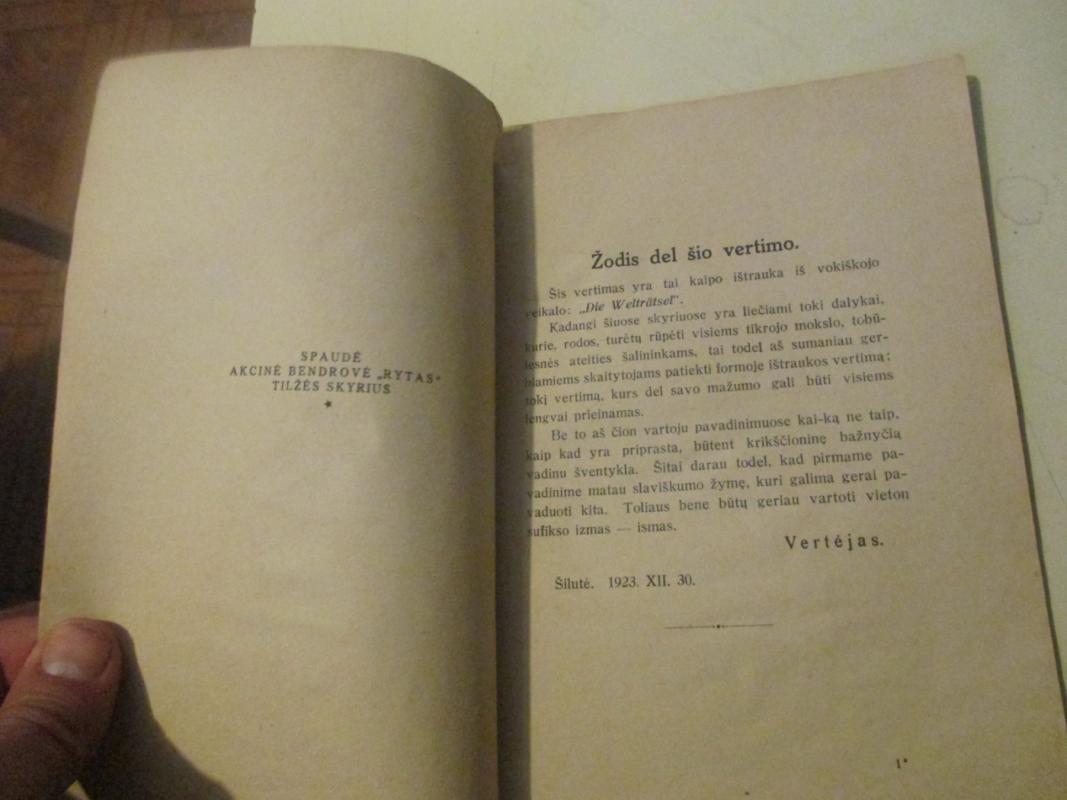 SPAUDĖ
AKCINĖ BENDROVĖ „RYTAS“
TILŽĖS SKYRIUS
★
Žodis del šio vertimo.
Šis vertimas yra tai kaipo ištrauka iš vokiškojo
veikalo: „Die Welträtsel“.
Kadangi šiuose skyriuose yra liečiami toki dalykai,
kurie, rodos, turėtų rūpėti visiems tikrojo mokslo, tobū-
lesnės ateities šalininkams, tai todel aš sumaniau ger-
biamiems skaitytojams patiekti formoje ištraukos vertimą;
tokį vertimą, kurs del savo mažumo gali būti visiems
lengvai prieinamas.
Be to aš čion vartoju pavadinimuose kai-ką ne taip,
kaip kad yra priprasta, būtent krikščioninę bažnyčią
vadinu šventykla. Šitai darau todel, kad pirmame pa-
vadinime matau slaviškumo žymę, kuri galima gerai pa-
vaduoti kita. Toliaus bene būtų geriau vartoti vieton
sufikso izmas — ismas.
Vertėjas.
Šilutė. 1923. XII. 30.
1*